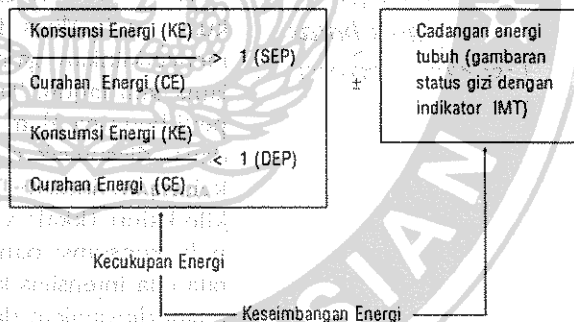 Konsumsi Energi (KE)
> 1 (SEP)
Curahan Energi (CE)
Konsumsi Energi (KE)
< 1 (DEP)
Curahan Energi (CE)
±
Cadangan energi
tubuh (gambaran
status gizi dengan
indikator IMT)
Kecukupan Energi
Keseimbangan Energi
SIAN